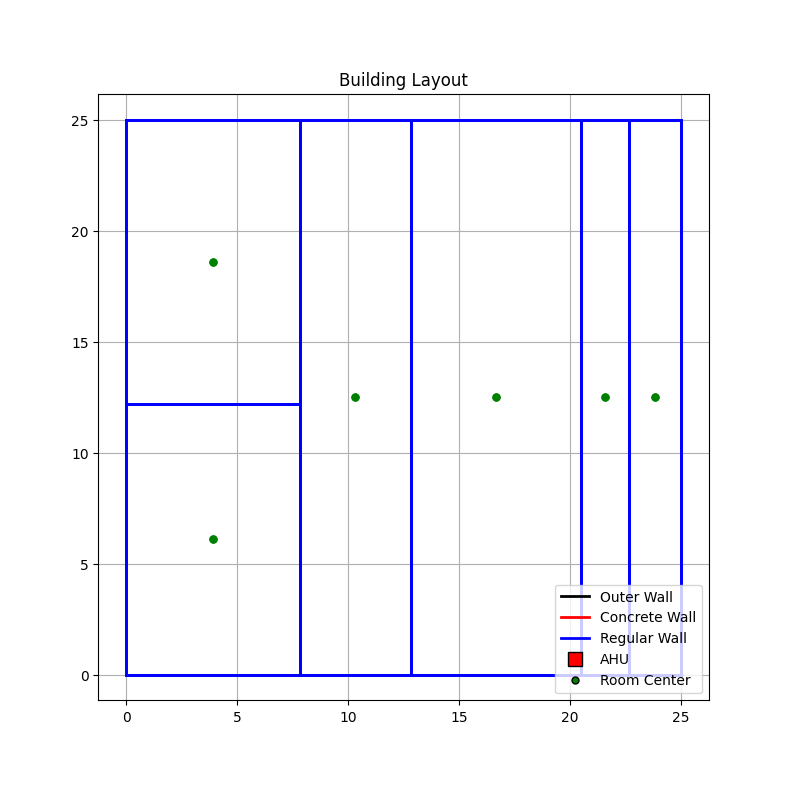 Building Layout
25
20
15
10
5
0
0 5 10 15 20 25
Outer Wall
Concrete Wall
Regular Wall
AHU
Room Center